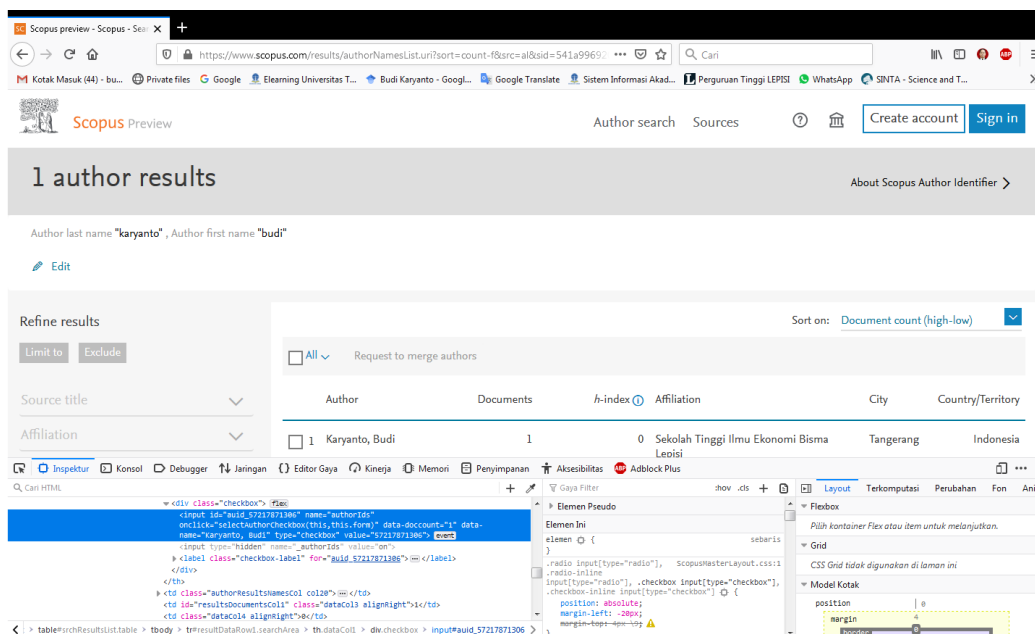 SC Scopus preview - Scopus - Sear
https://www.scopus.com/results/authorNamesList.uri?sort=count-f&src=al&sid=541a9969
Cari
Kotak Masuk (44) - bu... Private files Google Elearning Universitas T... Budi Karyanto - Googl... Google Translate Sistem Informasi Akad... Perguruan Tinggi LEPISI WhatsApp SINTA - Science and T...
Scopus Preview
Author search Sources
Create account Sign in
1 author results
About Scopus Author Identifier
Author last name "karyanto" , Author first name "budi"
Edit
Refine results
Sort on: Document count (high-low)
Limit to Exclude
All Request to merge authors
Source title
Author Documents h-index Affiliation City Country/Territory
Affiliation
1 Karyanto, Budi 1 0 Sekolah Tinggi Ilmu Ekonomi Bisma Tangerang Indonesia
Lepisi
Inspektur Konsol Debugger Jaringan Editor Gaya Kinerja Memori Penyimpanan Aksesibilitas Adblock Plus
Cari HTML
<div class="checkbox"> flex
<input id="auid_57217871306" name="authorIds"
onclick="selectAuthorCheckbox(this,this.form)" data-doccount="1" data-
name="Karyanto, Budi" type="checkbox" value="57217871306"> event
<input type="hidden" name="_authorIds" value="on">
<label class="checkbox-label" for="auid_57217871306"> </label>
</div>
</th>
<td class="authorResultsNamesCol col20"> </td>
<td id="resultsDocumentsCol1" class="dataCol3 alignRight">1</td>
<td class="dataCol4 alignRight">0</td>
table#srchResultsList.table > tbody > tr#resultDataRow1.searchArea > th.dataCol1 > div.checkbox > input#auid_57217871306
Gaya Filter :hov .cls
Elemen Pseudo
Elemen Ini
elemen { sebaris
}
.radio input[type="radio"], ScopusMasterLayout.css:1
.radio-inline
input[type="radio"], .checkbox input[type="checkbox"],
.checkbox-inline input[type="checkbox"] {
position: absolute;
margin-left: -20px;
margin-top: 4px \9;
}
Layout Terkomputasi Perubahan Fon Ani
Flexbox
Pilih kontainer Flex atau item untuk melanjutkan.
Grid
CSS Grid tidak digunakan di laman ini
Model Kotak
position 0
margin 4
border 0